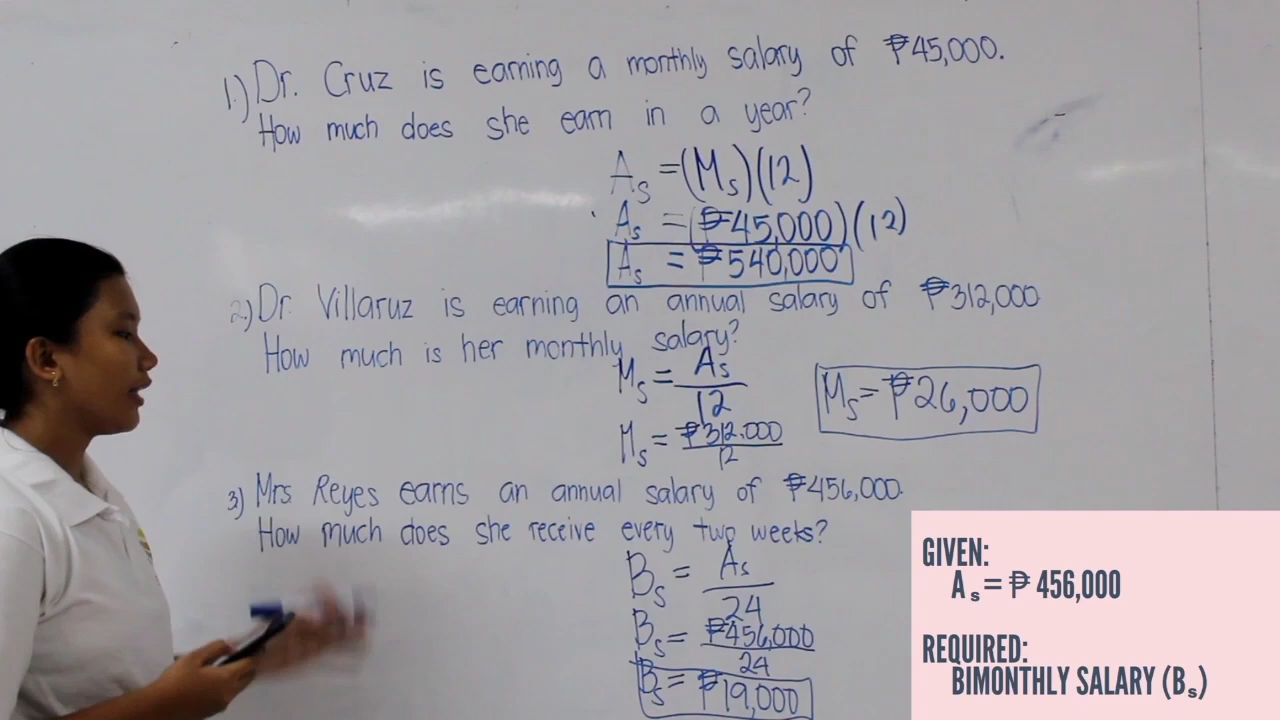 1.) Dr. Cruz is earning a monthly salary of ₱45,000.
How much does she earn in a year?
Aₛ = (Mₛ)(12)
Aₛ = (₱45,000)(12)
Aₛ = ₱540,000
2.) Dr. Villaruz is earning an annual salary of ₱312,000
How much is her monthly salary?
Mₛ = Aₛ/12
Mₛ = ₱312,000/12
Mₛ = ₱26,000
3) Mrs Reyes earns an annual salary of ₱456,000.
How much does she receive every two weeks?
Bₛ = Aₛ/24
Bₛ = ₱456,000/24
Bₛ = ₱19,000
GIVEN:
Aₛ = ₱ 456,000
REQUIRED:
BIMONTHLY SALARY (Bₛ)